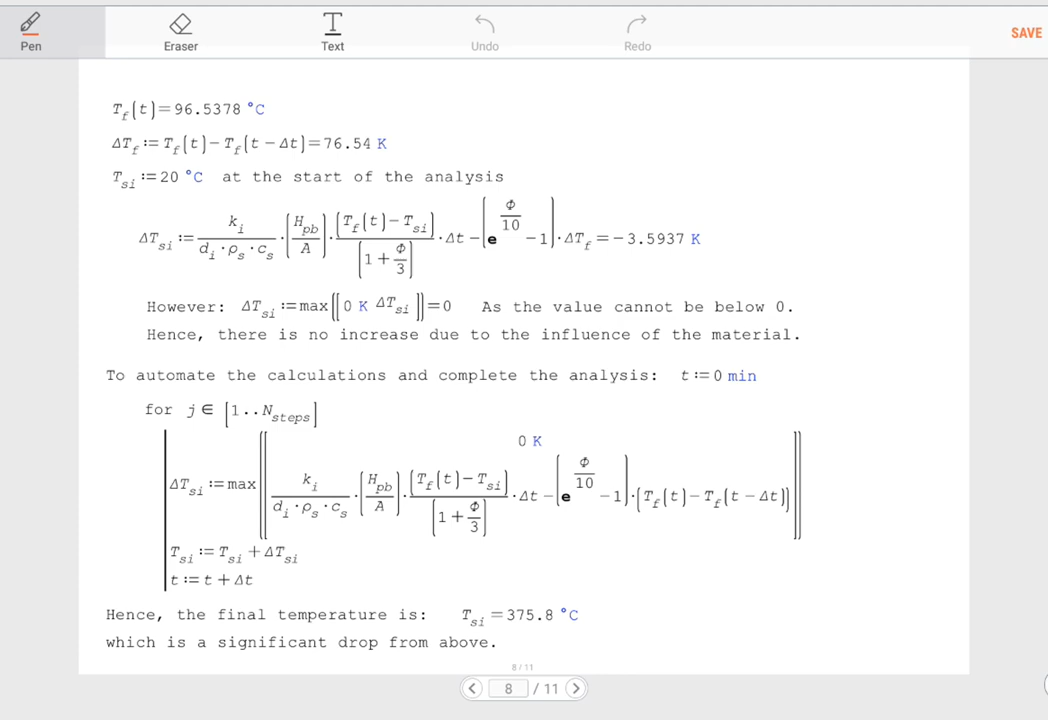 Pen Eraser Text Undo Redo SAVE
T_f(t)=96.5378 °C
ΔT_f := T_f(t)−T_f(t−Δt)=76.54 K
T_si :=20 °C at the start of the analysis
ΔT_si := k_i/(d_i·ρ_s·c_s)·(H_pb/A)·(T_f(t)−T_si)/(1+Φ/3)·Δt−(e^(Φ/10)−1)·ΔT_f=−3.5937 K
However: ΔT_si :=max([0 K ΔT_si])=0 As the value cannot be below 0.
Hence, there is no increase due to the influence of the material.
To automate the calculations and complete the analysis: t:=0 min
for j∈[1..N_steps]
ΔT_si :=max([0 K k_i/(d_i·ρ_s·c_s)·(H_pb/A)·(T_f(t)−T_si)/(1+Φ/3)·Δt−(e^(Φ/10)−1)·(T_f(t)−T_f(t−Δt))])
T_si :=T_si+ΔT_si
t:=t+Δt
Hence, the final temperature is: T_si=375.8 °C
which is a significant drop from above.
8/11
8 / 11